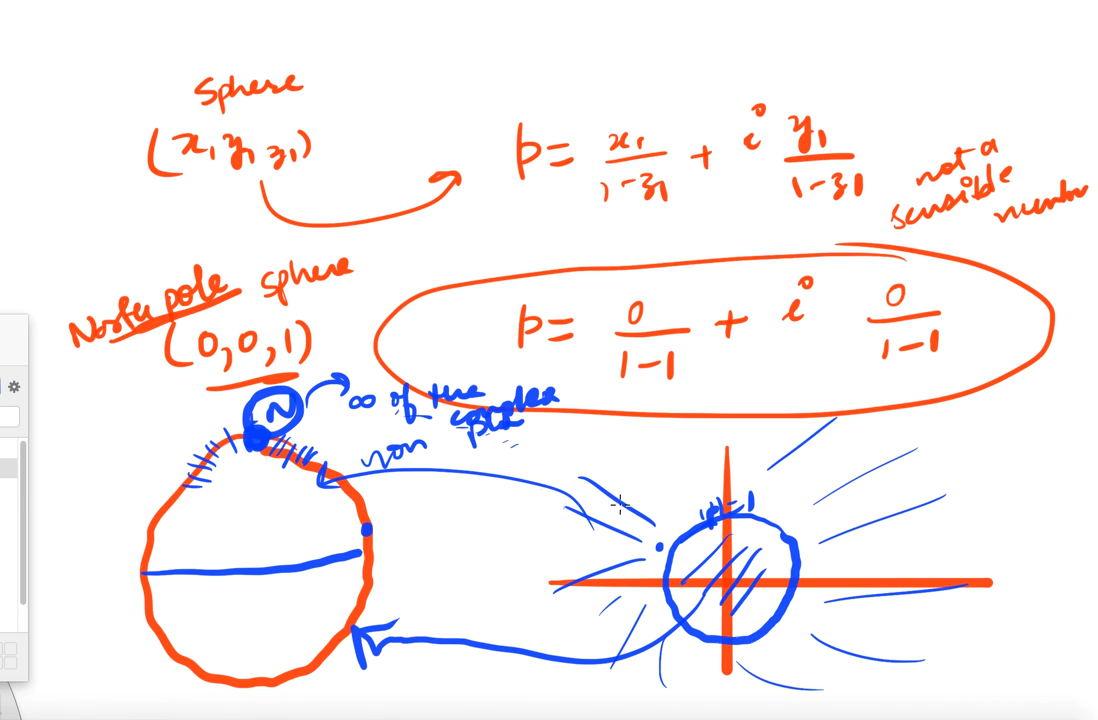 Sphere
(x₁ y₁ z₁)
p = x₁/1-z₁ + i y₁/1-z₁
not a
sensible
number
North pole sphere
(0,0,1)
p = 0/1-1 + i 0/1-1
N
∞ of the
complex
|p|=1